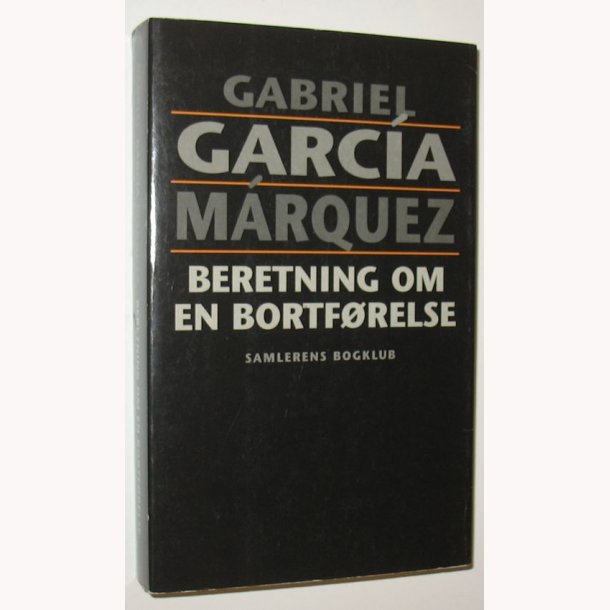 GABRIEL
GARCÍA
MÁRQUEZ
BERETNING OM
EN BORTFØRELSE
SAMLERENS BOGKLUB